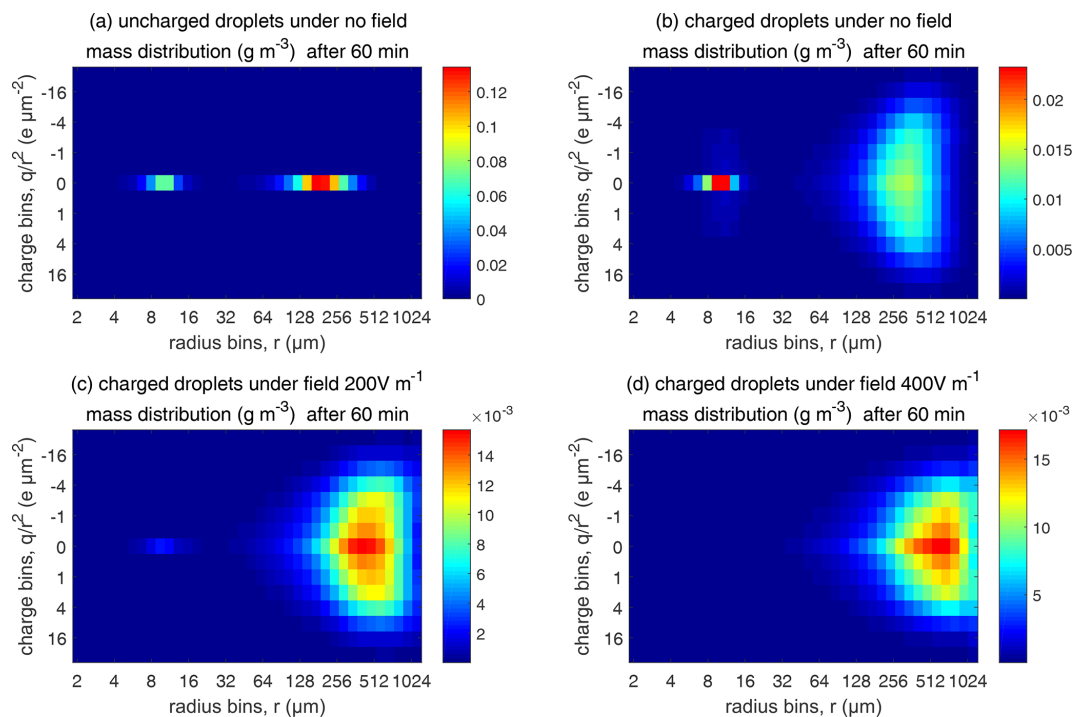 (a) uncharged droplets under no field
mass distribution (g m-3) after 60 min
-16
-4
-1
0
1
4
16
charge bins, q/r2 (e µm-2)
2 4 8 16 32 64 128 256 512 1024
radius bins, r (µm)
0.12
0.1
0.08
0.06
0.04
0.02
0
(b) charged droplets under no field
mass distribution (g m-3) after 60 min
-16
-4
-1
0
1
4
16
charge bins, q/r2 (e µm-2)
2 4 8 16 32 64 128 256 512 1024
radius bins, r (µm)
0.02
0.015
0.01
0.005
(c) charged droplets under field 200V m-1
mass distribution (g m-3) after 60 min
×10-3
-16
-4
-1
0
1
4
16
charge bins, q/r2 (e µm-2)
2 4 8 16 32 64 128 256 512 1024
radius bins, r (µm)
14
12
10
8
6
4
2
(d) charged droplets under field 400V m-1
mass distribution (g m-3) after 60 min
×10-3
-16
-4
-1
0
1
4
16
charge bins, q/r2 (e µm-2)
2 4 8 16 32 64 128 256 512 1024
radius bins, r (µm)
15
10
5